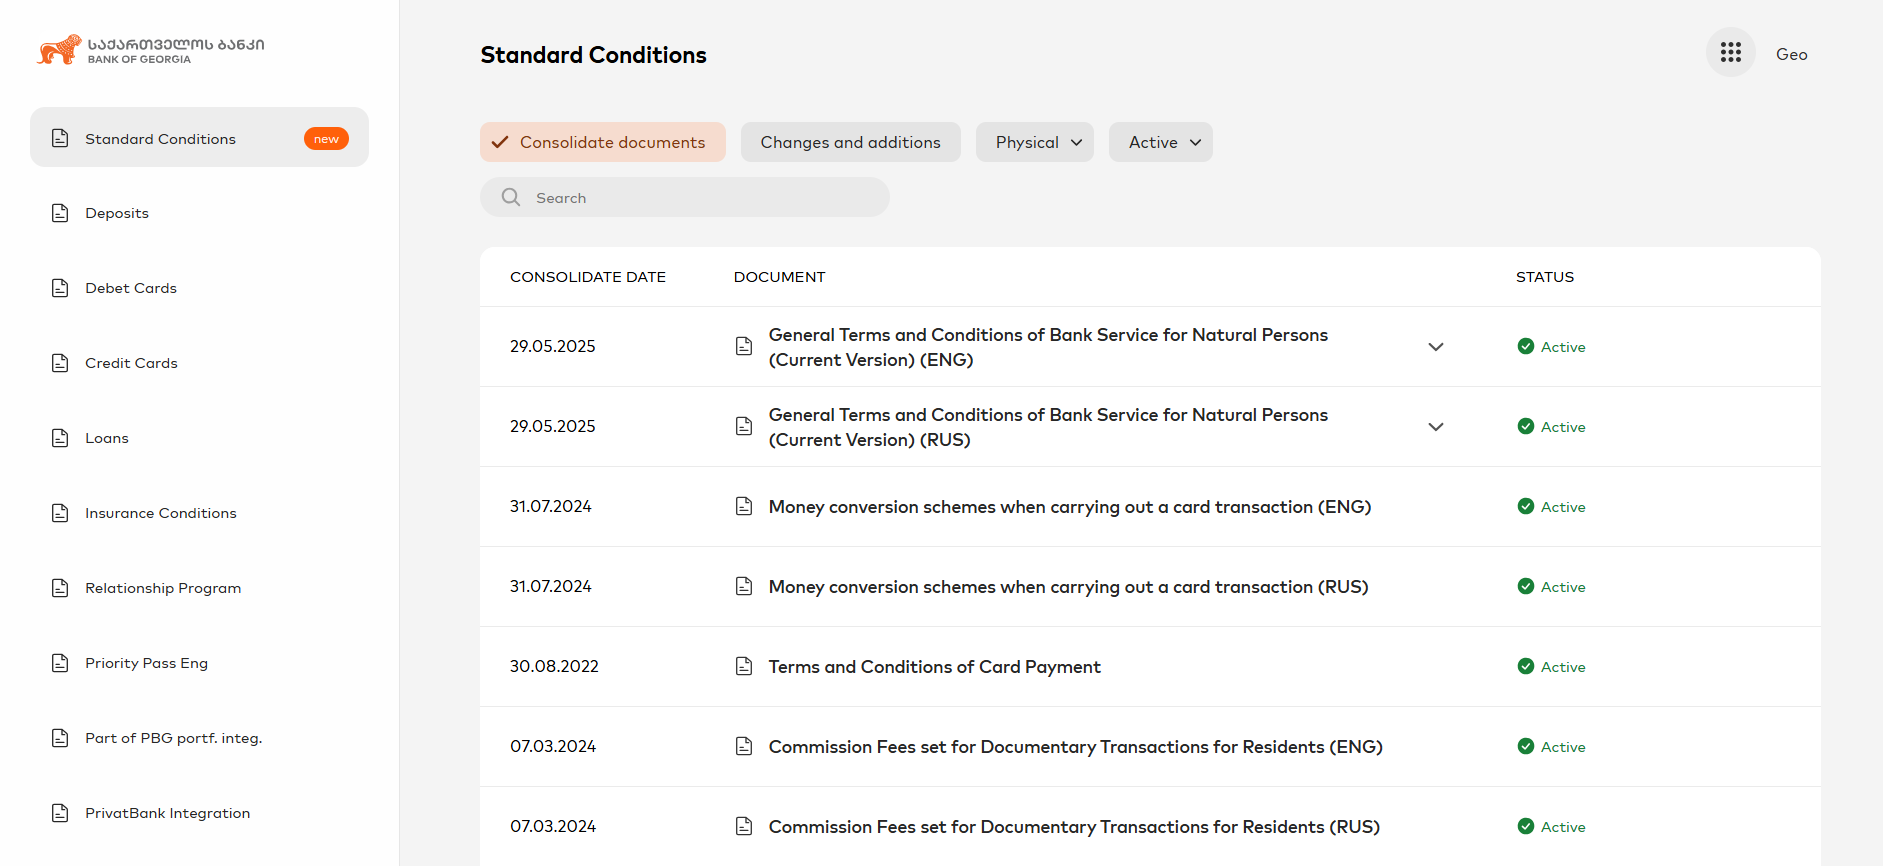 საქართველოს ბანკი
BANK OF GEORGIA
Standard Conditions
new
Deposits
Debet Cards
Credit Cards
Loans
Insurance Conditions
Relationship Program
Priority Pass Eng
Part of PBG portf. integ.
PrivatBank Integration
Standard Conditions
Geo
Consolidate documents
Changes and additions
Physical
Active
Search
CONSOLIDATE DATE DOCUMENT STATUS
29.05.2025 General Terms and Conditions of Bank Service for Natural Persons
(Current Version) (ENG) Active
29.05.2025 General Terms and Conditions of Bank Service for Natural Persons
(Current Version) (RUS) Active
31.07.2024 Money conversion schemes when carrying out a card transaction (ENG) Active
31.07.2024 Money conversion schemes when carrying out a card transaction (RUS) Active
30.08.2022 Terms and Conditions of Card Payment Active
07.03.2024 Commission Fees set for Documentary Transactions for Residents (ENG) Active
07.03.2024 Commission Fees set for Documentary Transactions for Residents (RUS) Active